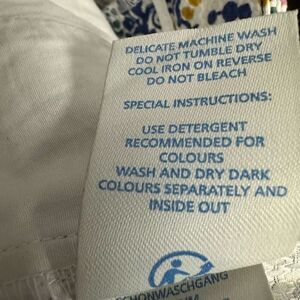 DELICATE MACHINE WASH
DO NOT TUMBLE DRY
COOL IRON ON REVERSE
DO NOT BLEACH
SPECIAL INSTRUCTIONS:
USE DETERGENT
RECOMMENDED FOR
COLOURS
WASH AND DRY DARK
COLOURS SEPARATELY AND
INSIDE OUT
SCHONWASCHGANG